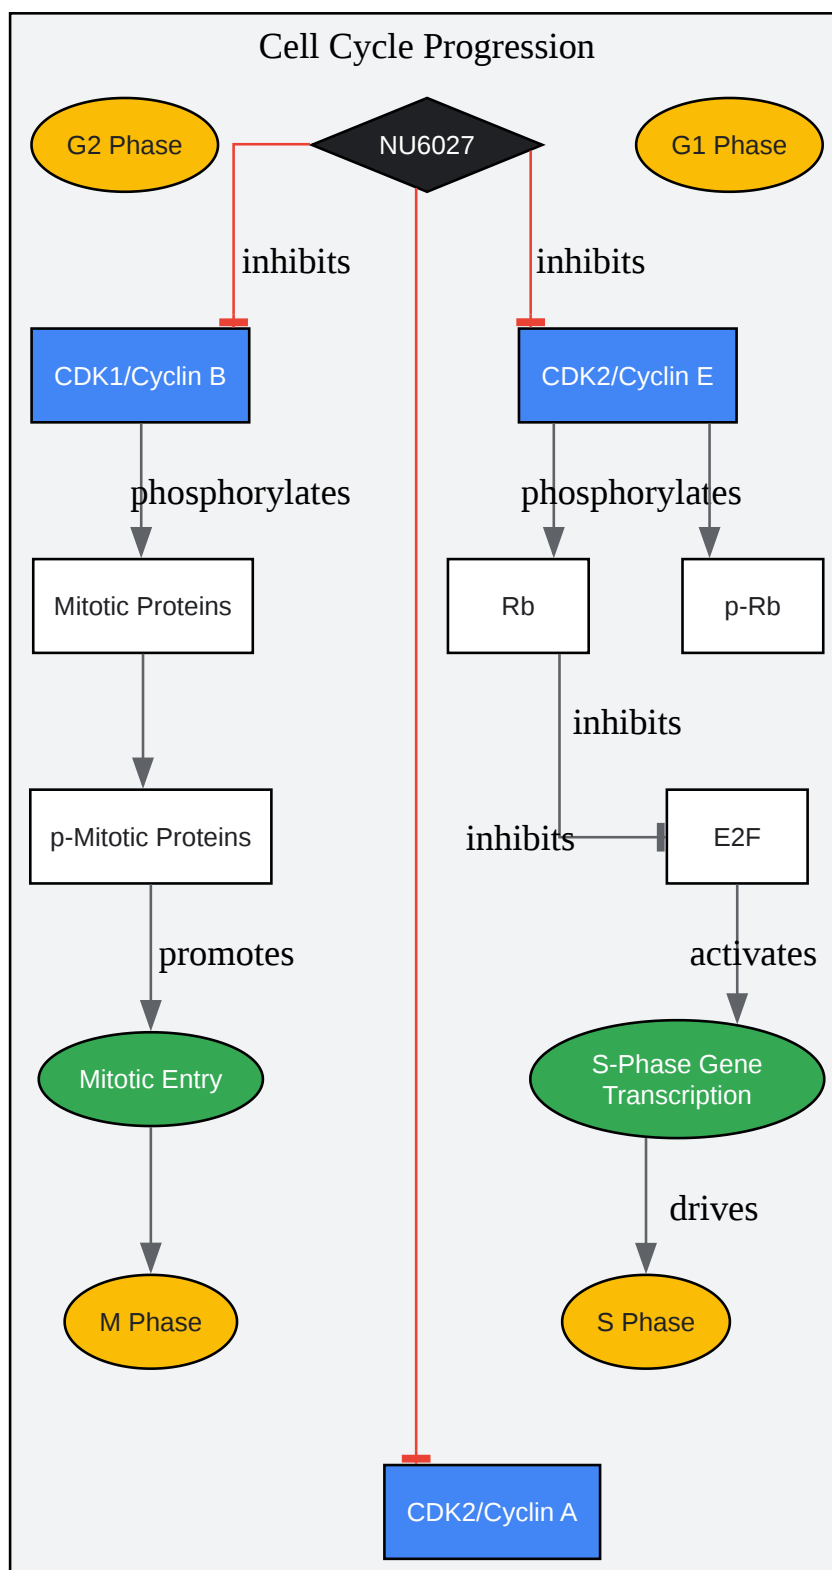 Cell Cycle Progression
G2 Phase
NU6027
G1 Phase
inhibits
inhibits
CDK1/Cyclin B
CDK2/Cyclin E
phosphorylates
phosphorylates
Mitotic Proteins
Rb
p-Rb
inhibits
p-Mitotic Proteins
inhibits
E2F
promotes
activates
Mitotic Entry
S-Phase Gene
Transcription
drives
M Phase
S Phase
CDK2/Cyclin A